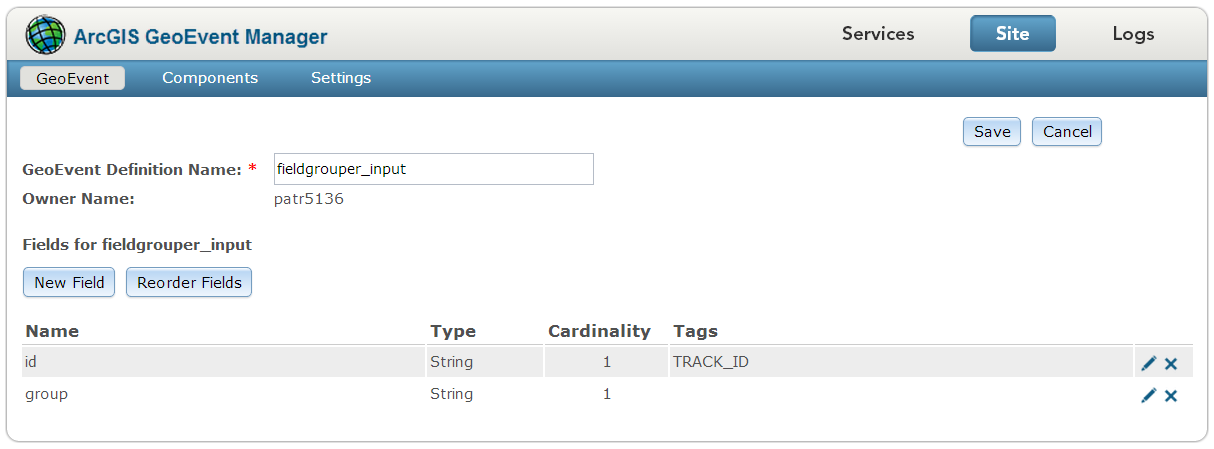 ArcGIS GeoEvent Manager Services Site Logs
GeoEvent Components Settings
Save Cancel
GeoEvent Definition Name: * fieldgrouper_input
Owner Name: patr5136
Fields for fieldgrouper_input
New Field Reorder Fields
Name Type Cardinality Tags
id String 1 TRACK_ID
group String 1